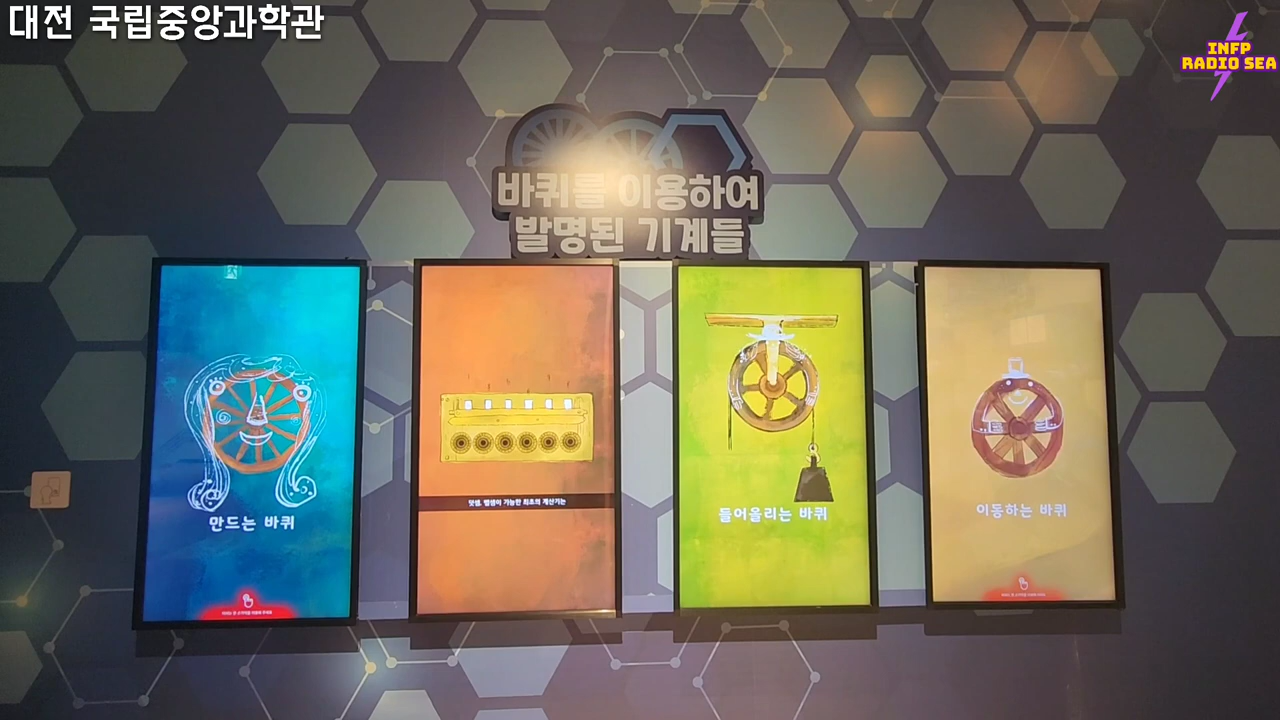 대전 국립중앙과학관
INFP
RADIO SEA
바퀴를 이용하여
발명된 기계들
만드는 바퀴
덧셈, 뺄셈이 가능한 최초의 계산기는
들어올리는 바퀴
이동하는 바퀴